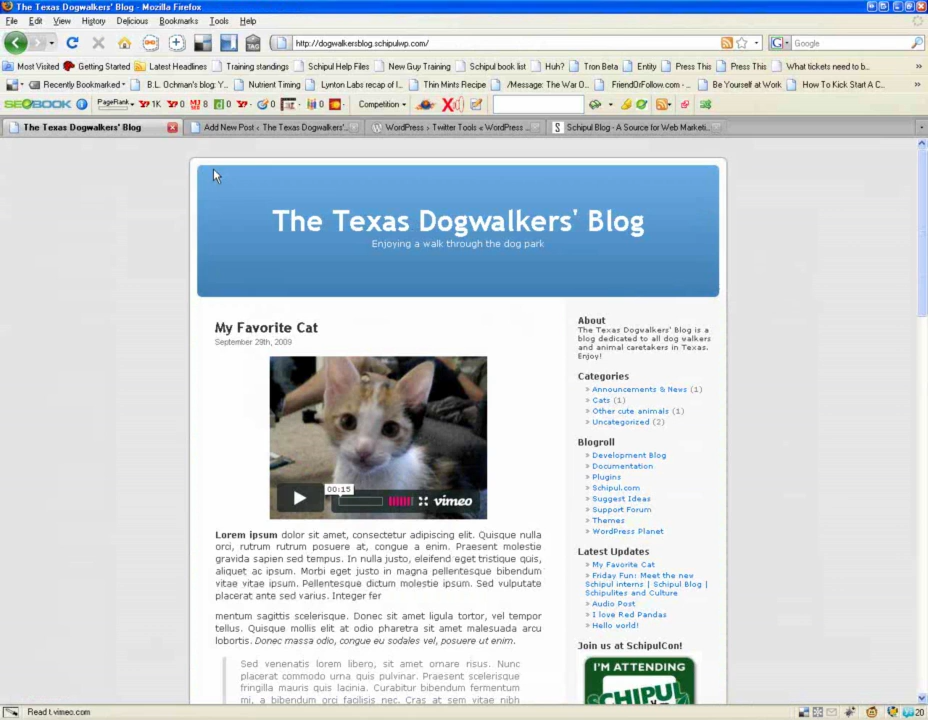 The Texas Dogwalkers' Blog - Mozilla Firefox
File Edit View History Delicious Bookmarks Tools Help
http://dogwalkersblog.schipulwp.com/
Google
Most Visited Getting Started Latest Headlines Training standings Schipul Help Files New Guy Training Schipul book list Huh? Tron Beta Entity Press This Press This What tickets need to b...
Recently Bookmarked B.L. Ochman's blog: Y... Nutrient Timing Lynton Labs recap of I... Thin Mints Recipe /Message: The War O... FriendOrFollow.com - ... Be Yourself at Work How To Kick Start A C...
SEOBOOK PageRank 1K 0 8 0 0 0 Competition
The Texas Dogwalkers' Blog Add New Post ‹ The Texas Dogwalkers'... WordPress › Twitter Tools « WordPress ... Schipul Blog - A Source for Web Marketi...
The Texas Dogwalkers' Blog
Enjoying a walk through the dog park
My Favorite Cat
September 29th, 2009
00:15
vimeo
Lorem ipsum dolor sit amet, consectetur adipiscing elit. Quisque nulla
orci, rutrum rutrum posuere at, congue a enim. Praesent molestie
gravida sapien sed tempus. In nulla justo, eleifend eget tristique quis,
aliquet ac ipsum. Morbi eget justo in magna pellentesque bibendum
vitae vitae ipsum. Pellentesque dictum molestie ipsum. Sed vulputate
placerat ante sed varius. Integer fer
mentum sagittis scelerisque. Donec sit amet ligula tortor, vel tempor
tellus. Quisque mollis elit at odio pharetra sit amet malesuada arcu
lobortis. Donec massa odio, congue eu sodales vel, posuere ut enim.
Sed venenatis lorem libero, sit amet ornare risus. Nunc
placerat commodo urna quis pulvinar. Praesent scelerisque
fringilla mauris quis lacinia. Curabitur bibendum fermentum
mi, a bibendum orci facilisis nec. Cras at sem vitae nibh
About
The Texas Dogwalkers' Blog is a
blog dedicated to all dog walkers
and animal caretakers in Texas.
Enjoy!
Categories
» Announcements & News (1)
» Cats (1)
» Other cute animals (1)
» Uncategorized (2)
Blogroll
» Development Blog
» Documentation
» Plugins
» Schipul.com
» Suggest Ideas
» Support Forum
» Themes
» WordPress Planet
Latest Updates
» My Favorite Cat
» Friday Fun: Meet the new
Schipul interns | Schipul Blog |
Schipulites and Culture
» Audio Post
» I love Red Pandas
» Hello world!
Join us at SchipulCon!
I'M ATTENDING
SCHIPUL
Read t.vimeo.com
20